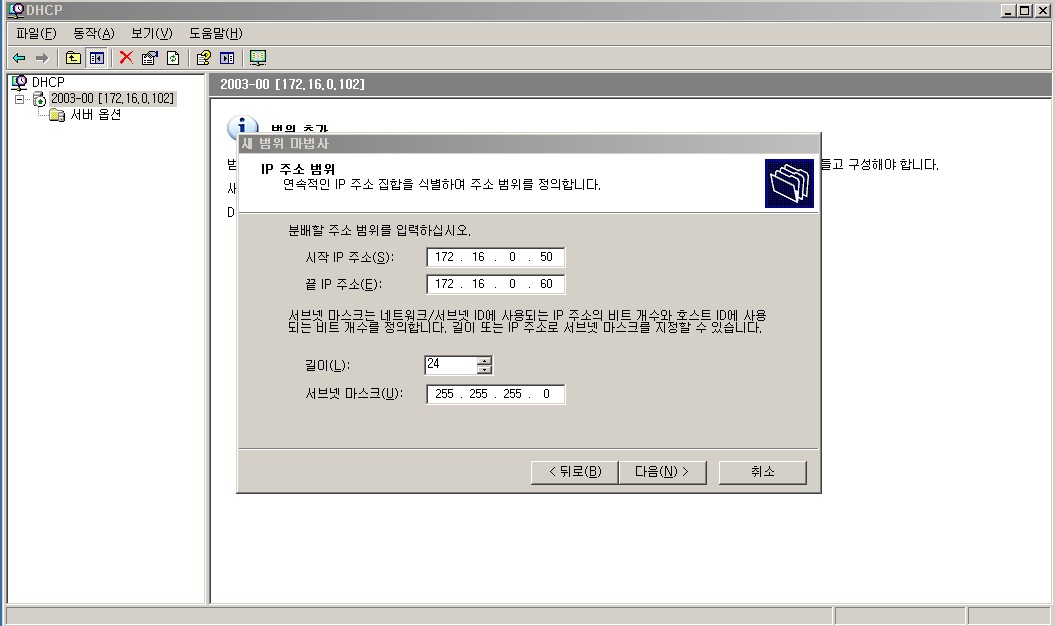 DHCP
파일(F) 동작(A) 보기(V) 도움말(H)
DHCP
2003-00 [172.16.0.102]
서버 옵션
2003-00 [172.16.0.102]
범위 추가
들고 구성해야 합니다.
새 범위 마법사
IP 주소 범위
연속적인 IP 주소 집합을 식별하여 주소 범위를 정의합니다.
분배할 주소 범위를 입력하십시오.
시작 IP 주소(S): 172 . 16 . 0 . 50
끝 IP 주소(E): 172 . 16 . 0 . 60
서브넷 마스크는 네트워크/서브넷 ID에 사용되는 IP 주소의 비트 개수와 호스트 ID에 사용
되는 비트 개수를 정의합니다. 길이 또는 IP 주소로 서브넷 마스크를 지정할 수 있습니다.
길이(L): 24
서브넷 마스크(U): 255 . 255 . 255 . 0
< 뒤로(B) 다음(N) > 취소